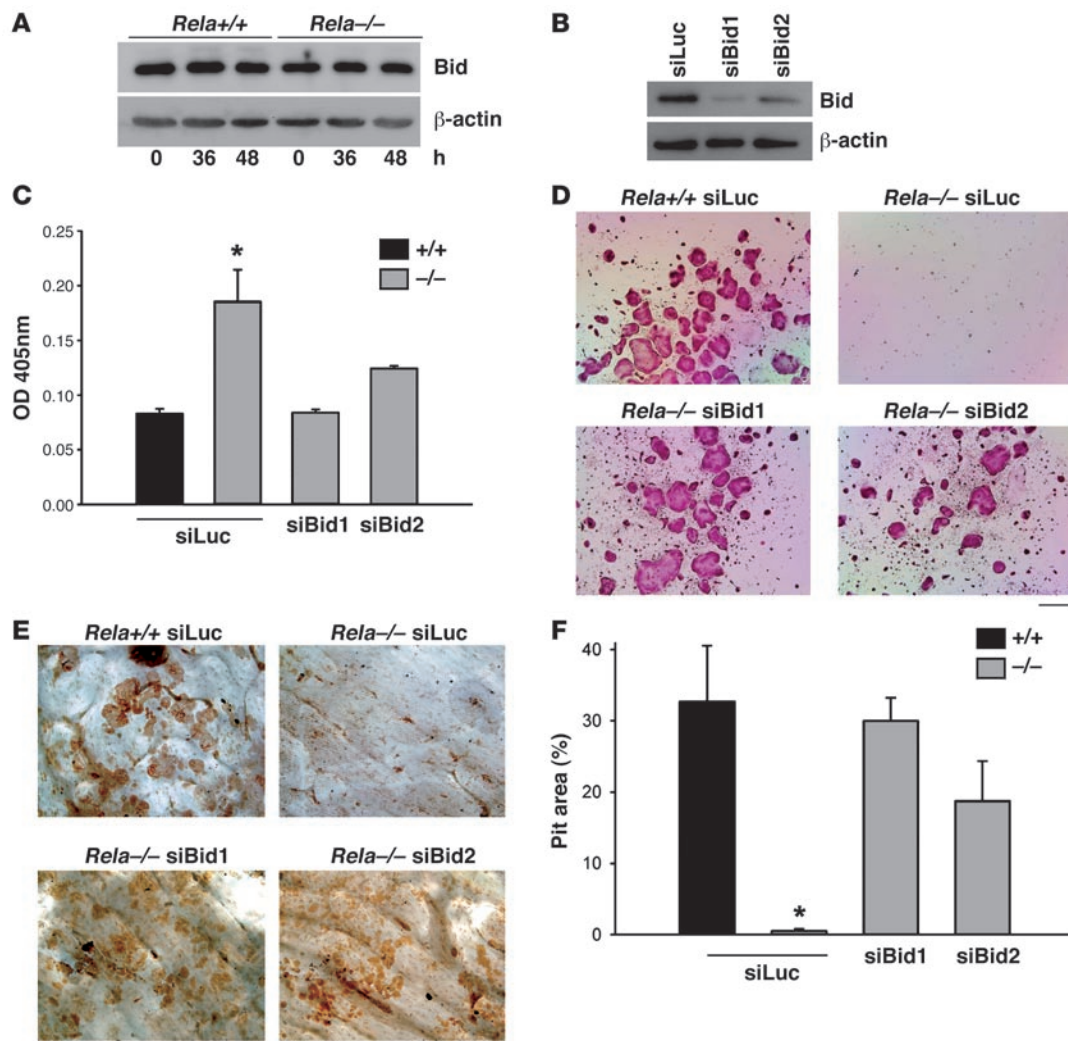 A
Rela+/+ Rela–/–
Bid
β-actin
0 36 48 0 36 48 h
B
siLuc siBid1 siBid2
Bid
β-actin
C
OD 405nm
0.25
0.20
0.15
0.10
0.05
0.00
*
+/+
–/–
siLuc siBid1 siBid2
D
Rela+/+ siLuc Rela–/– siLuc
Rela–/– siBid1 Rela–/– siBid2
E
Rela+/+ siLuc Rela–/– siLuc
Rela–/– siBid1 Rela–/– siBid2
F
Pit area (%)
40
30
20
10
0
*
+/+
–/–
siLuc siBid1 siBid2